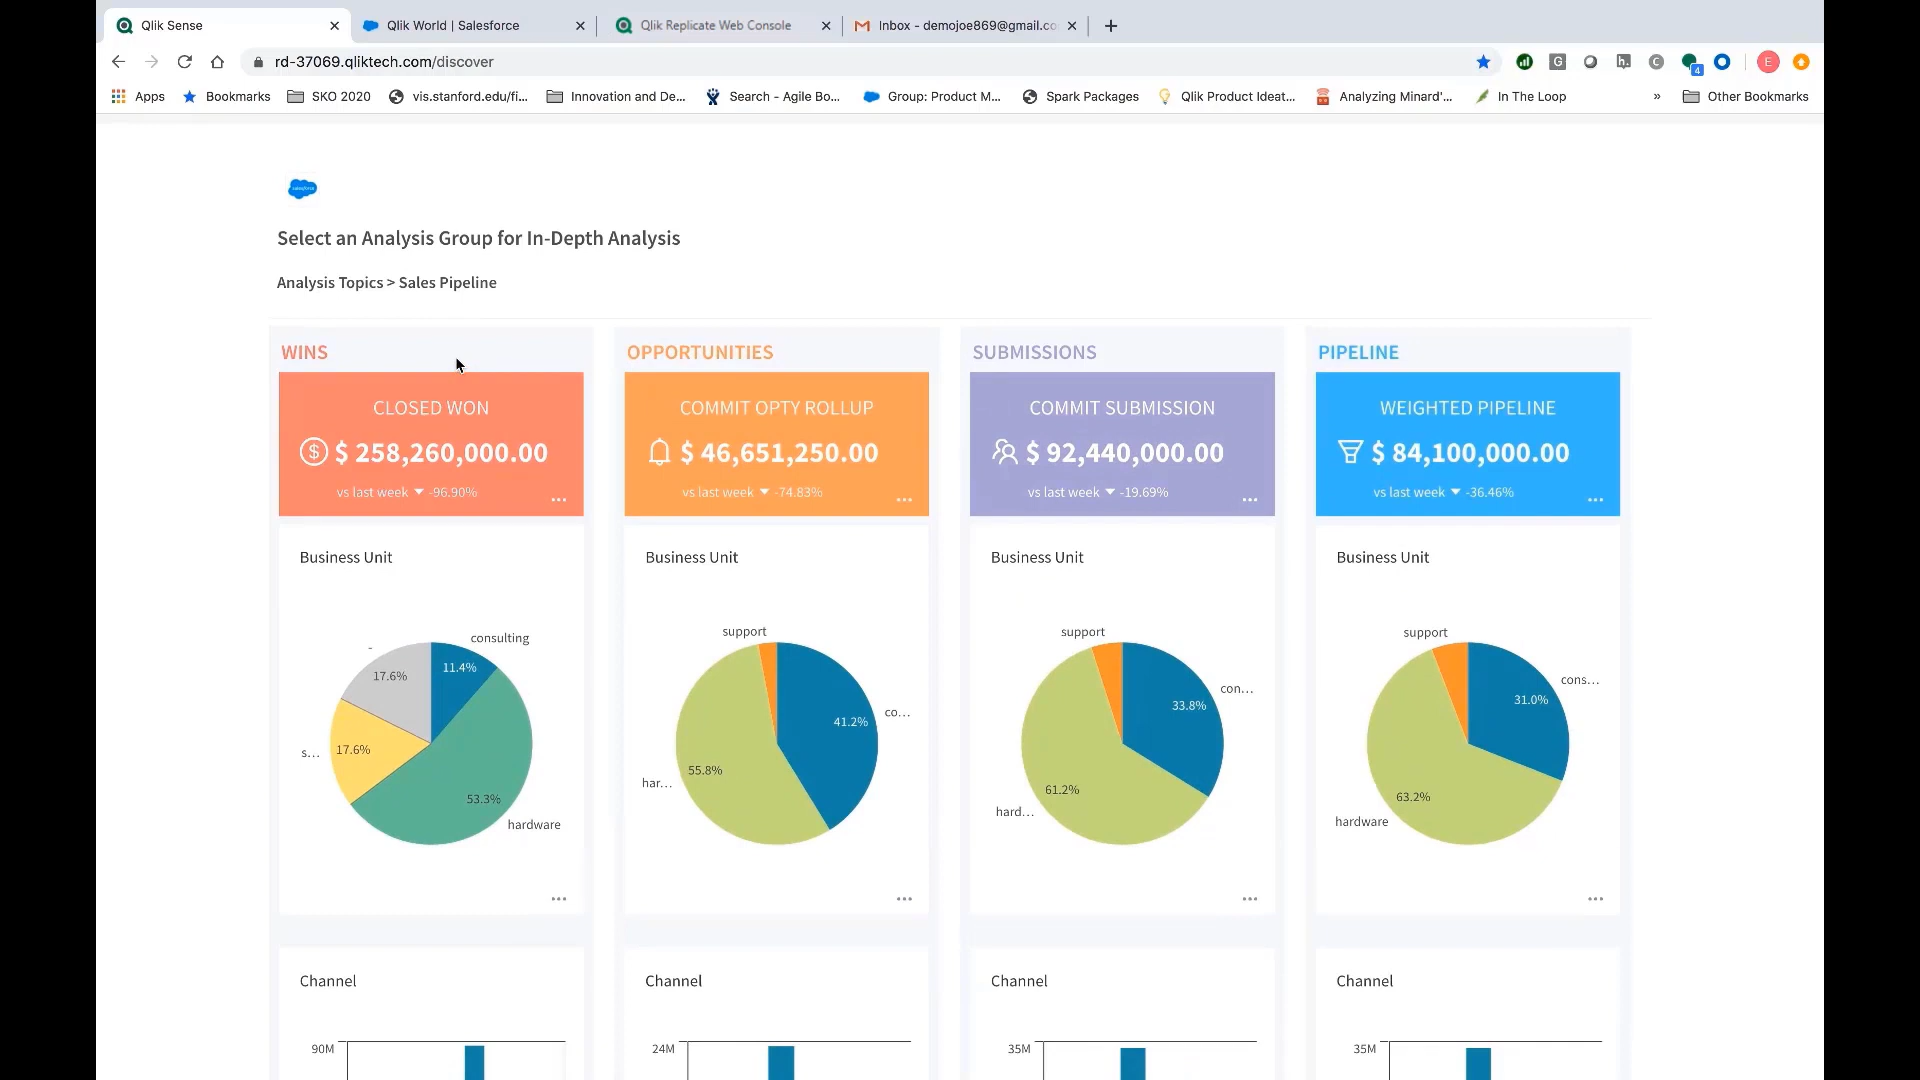 Qlik Sense
Qlik World | Salesforce
Qlik Replicate Web Console
Inbox - demojoe869@gmail.co
rd-37069.qliktech.com/discover
G
h.
C
4
E
Apps
Bookmarks
SKO 2020
vis.stanford.edu/fi...
Innovation and De...
Search - Agile Bo...
Group: Product M...
Spark Packages
Qlik Product Ideat...
Analyzing Minard'...
In The Loop
»
Other Bookmarks
salesforce
Select an Analysis Group for In-Depth Analysis
Analysis Topics > Sales Pipeline
WINS
CLOSED WON
$ 258,260,000.00
vs last week ▼ -96.90%
...
Business Unit
-
consulting
11.4%
17.6%
s...
17.6%
53.3%
hardware
...
Channel
90M
OPPORTUNITIES
COMMIT OPTY ROLLUP
$ 46,651,250.00
vs last week ▼ -74.83%
...
Business Unit
support
co...
41.2%
55.8%
har...
...
Channel
24M
SUBMISSIONS
COMMIT SUBMISSION
$ 92,440,000.00
vs last week ▼ -19.69%
...
Business Unit
support
con...
33.8%
61.2%
hard...
...
Channel
35M
PIPELINE
WEIGHTED PIPELINE
$ 84,100,000.00
vs last week ▼ -36.46%
...
Business Unit
support
cons...
31.0%
63.2%
hardware
...
Channel
35M